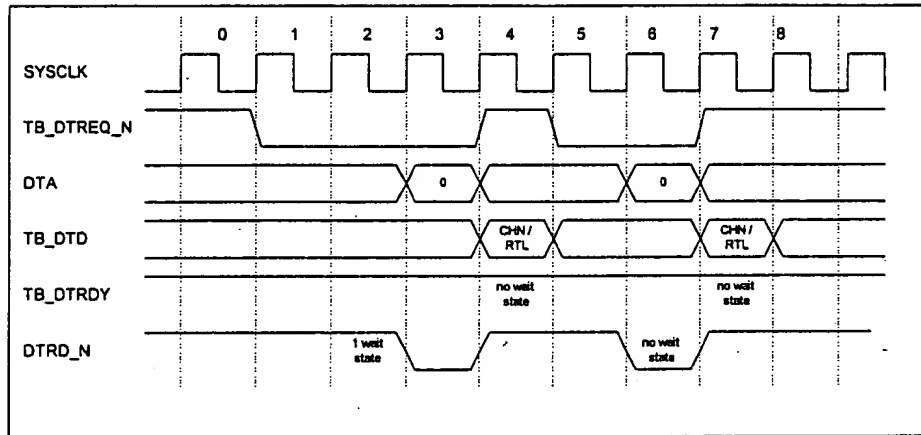 0 1 2 3 4 5 6 7 8
SYSCLK
TB_DTREQ_N
DTA 0 0
TB_DTD CHN / RTL CHN / RTL
TB_DTRDY no wait state no wait state
DTRD_N 1 wait state no wait state